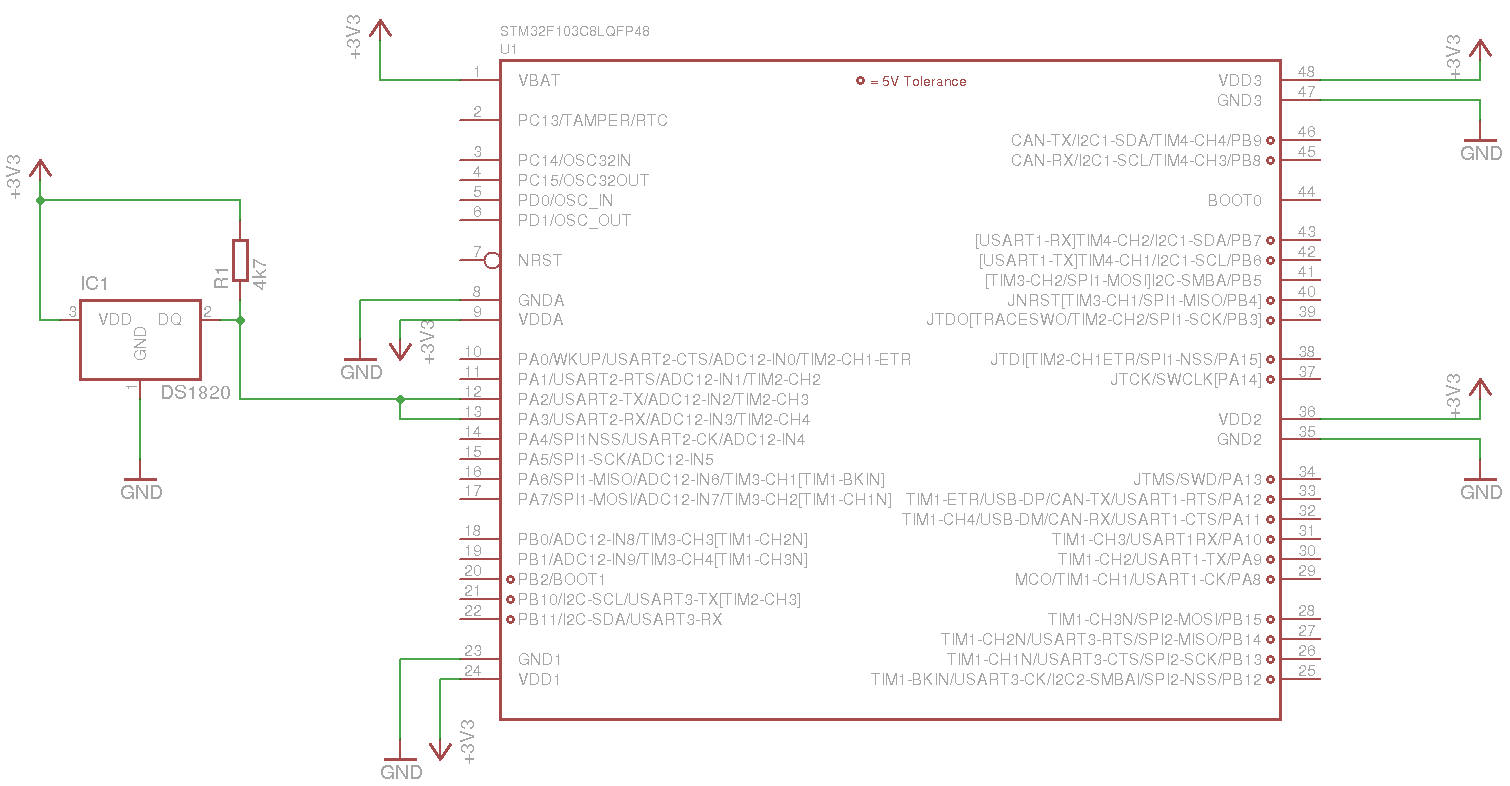 STM32F103C8LQFP48
U1
= 5V Tolerance
+3V3
1
VBAT
2
PC13/TAMPER/RTC
3
PC14/OSC32IN
4
PC15/OSC32OUT
5
PD0/OSC_IN
6
PD1/OSC_OUT
7
NRST
8
GNDA
9
VDDA
GND
+3V3
10
PA0/WKUP/USART2-CTS/ADC12-IN0/TIM2-CH1-ETR
11
PA1/USART2-RTS/ADC12-IN1/TIM2-CH2
12
PA2/USART2-TX/ADC12-IN2/TIM2-CH3
13
PA3/USART2-RX/ADC12-IN3/TIM2-CH4
14
PA4/SPI1NSS/USART2-CK/ADC12-IN4
15
PA5/SPI1-SCK/ADC12-IN5
16
PA6/SPI1-MISO/ADC12-IN6/TIM3-CH1[TIM1-BKIN]
17
PA7/SPI1-MOSI/ADC12-IN7/TIM3-CH2[TIM1-CH1N]
18
PB0/ADC12-IN8/TIM3-CH3[TIM1-CH2N]
19
PB1/ADC12-IN9/TIM3-CH4[TIM1-CH3N]
20
PB2/BOOT1
21
PB10/I2C-SCL/USART3-TX[TIM2-CH3]
22
PB11/I2C-SDA/USART3-RX
23
GND1
24
VDD1
GND
+3V3
+3V3
R1
4k7
IC1
3
VDD
DQ
2
GND
1
DS1820
GND
VDD3
48
+3V3
GND3
47
GND
CAN-TX/I2C1-SDA/TIM4-CH4/PB9
46
CAN-RX/I2C1-SCL/TIM4-CH3/PB8
45
BOOT0
44
[USART1-RX]TIM4-CH2/I2C1-SDA/PB7
43
[USART1-TX]TIM4-CH1/I2C1-SCL/PB6
42
[TIM3-CH2/SPI1-MOSI]I2C-SMBA/PB5
41
JNRST[TIM3-CH1/SPI1-MISO/PB4]
40
JTDO[TRACESWO/TIM2-CH2/SPI1-SCK/PB3]
39
JTDI[TIM2-CH1ETR/SPI1-NSS/PA15]
38
JTCK/SWCLK[PA14]
37
VDD2
36
+3V3
GND2
35
GND
JTMS/SWD/PA13
34
TIM1-ETR/USB-DP/CAN-TX/USART1-RTS/PA12
33
TIM1-CH4/USB-DM/CAN-RX/USART1-CTS/PA11
32
TIM1-CH3/USART1RX/PA10
31
TIM1-CH2/USART1-TX/PA9
30
MCO/TIM1-CH1/USART1-CK/PA8
29
TIM1-CH3N/SPI2-MOSI/PB15
28
TIM1-CH2N/USART3-RTS/SPI2-MISO/PB14
27
TIM1-CH1N/USART3-CTS/SPI2-SCK/PB13
26
TIM1-BKIN/USART3-CK/I2C2-SMBAI/SPI2-NSS/PB12
25